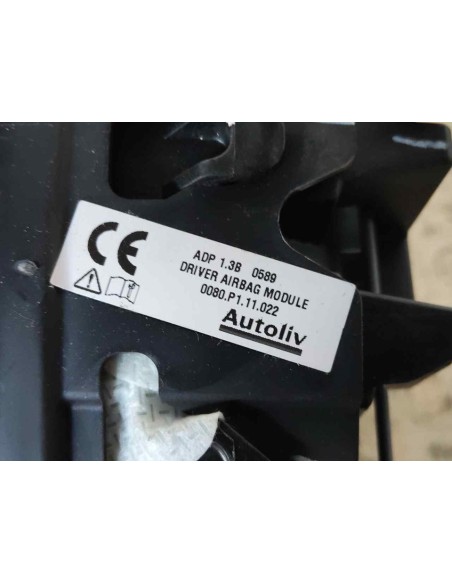 CE
ADP 1.3B 0589
DRIVER AIRBAG MODULE
0080.P1.11.022
Autoliv